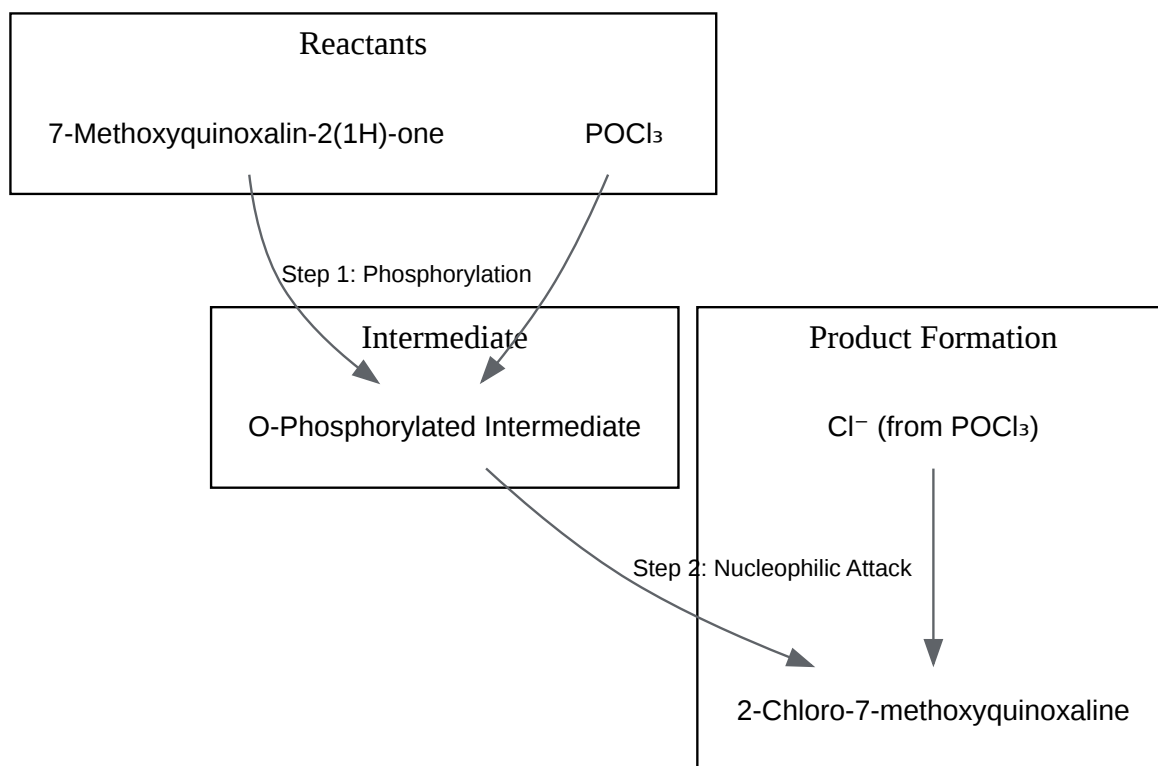 Reactants
7-Methoxyquinoxalin-2(1H)-one
POCl₃
Step 1: Phosphorylation
Intermediate
O-Phosphorylated Intermediate
Product Formation
Cl⁻ (from POCl₃)
Step 2: Nucleophilic Attack
2-Chloro-7-methoxyquinoxaline